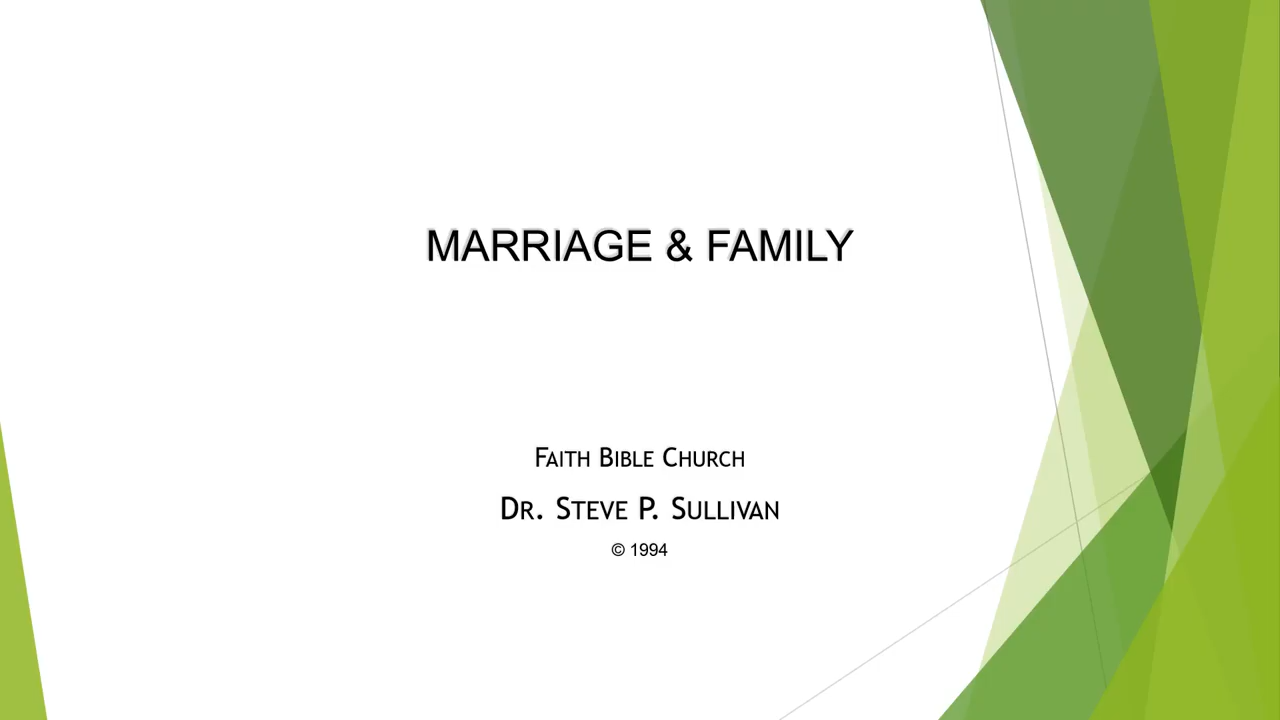 MARRIAGE & FAMILY
FAITH BIBLE CHURCH
DR. STEVE P. SULLIVAN
© 1994